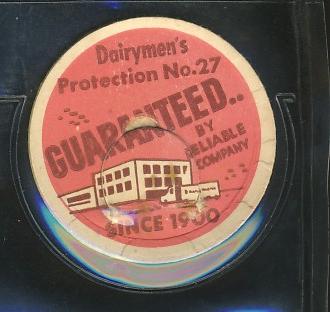 Dairymen's
Protection No.27
GUARANTEED..
BY
RELIABLE
COMPANY
SINCE 1900